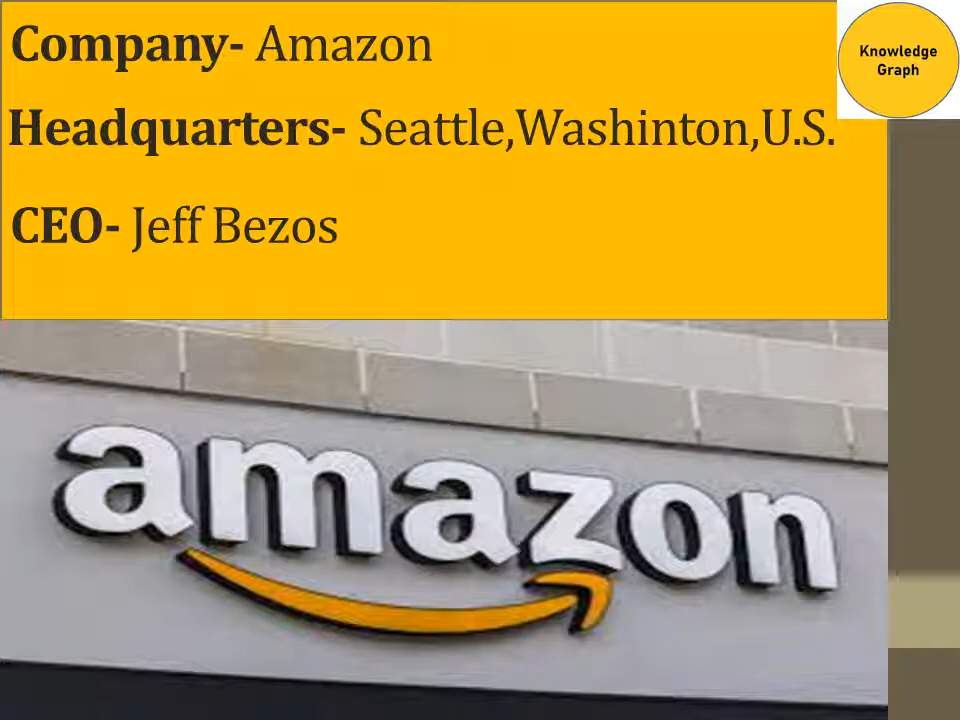 Company- Amazon
Knowledge
Graph
Headquarters- Seattle,Washinton,U.S.
CEO- Jeff Bezos
amazon